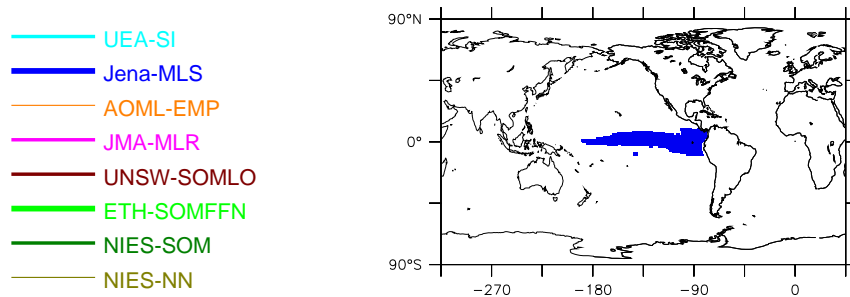 UEA-SI
Jena-MLS
AOML-EMP
JMA-MLR
UNSW-SOMLO
ETH-SOMFFN
NIES-SOM
NIES-NN
90°N
0°
90°S
−270
−180
−90
0